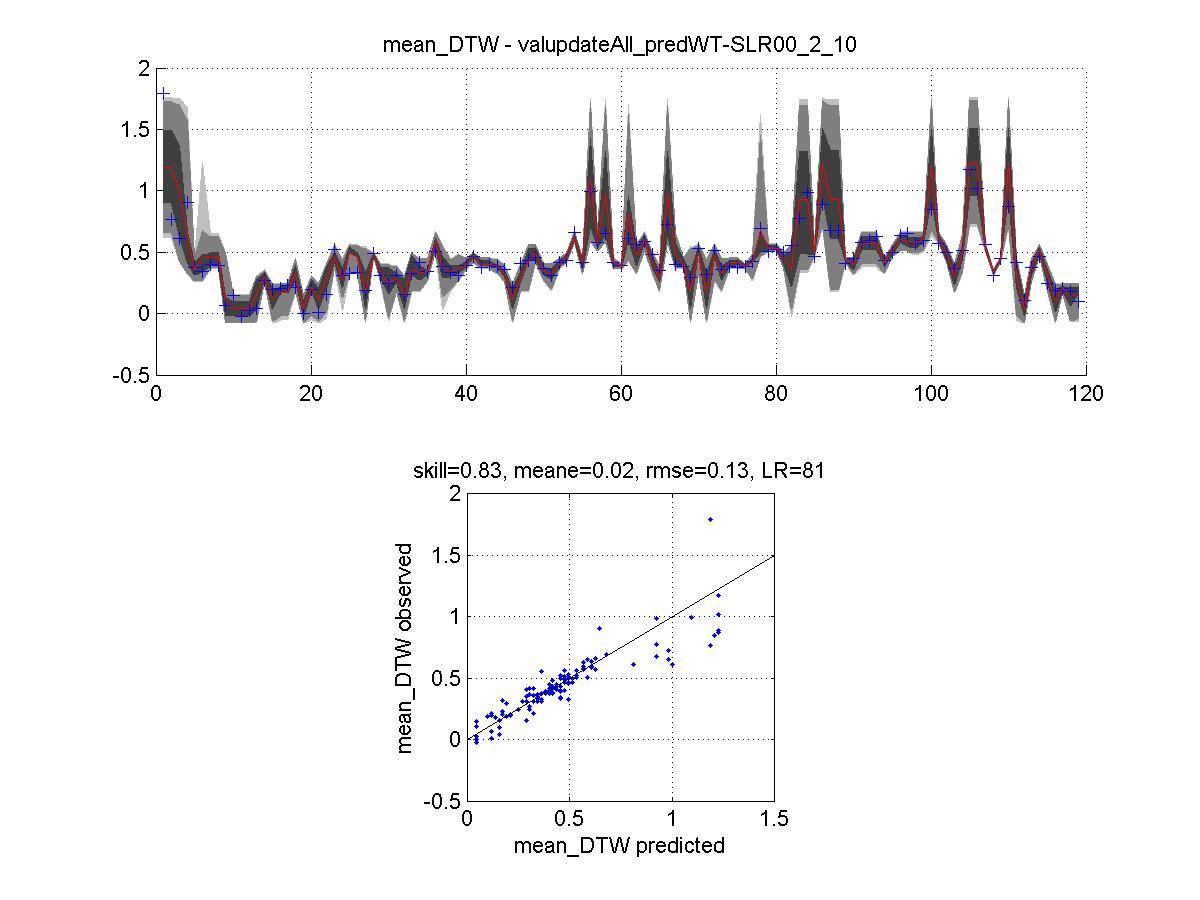 mean_DTW - valupdateAll_predWT-SLR00_2_10
2
1.5
1
0.5
0
-0.5
0 20 40 60 80 100 120
skill=0.83, meane=0.02, rmse=0.13, LR=81
2
1.5
1
0.5
0
-0.5
mean_DTW observed
0 0.5 1 1.5
mean_DTW predicted